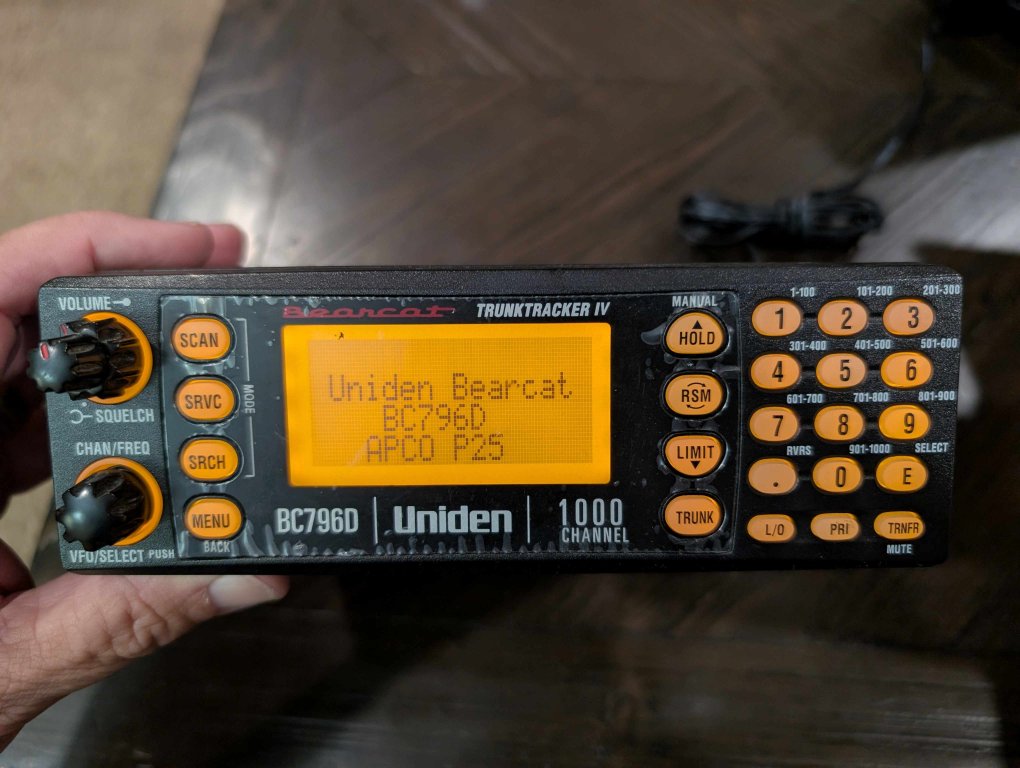 VOLUME
SQUELCH
CHAN/FREQ
VFO/SELECT PUSH
SCAN
SRVC
SRCH
MODE
MENU
BACK
Bearcat
TRUNKTRACKER IV
Uniden Bearcat
BC796D
APCO P25
BC796D
Uniden
1000
CHANNEL
MANUAL
HOLD
RSM
LIMIT
TRUNK
1-100 101-200 201-300
1 2 3
301-400 401-500 501-600
4 5 6
601-700 701-800 801-900
7 8 9
RVRS 901-1000 SELECT
. 0 E
L/O PRI TRNFR
MUTE